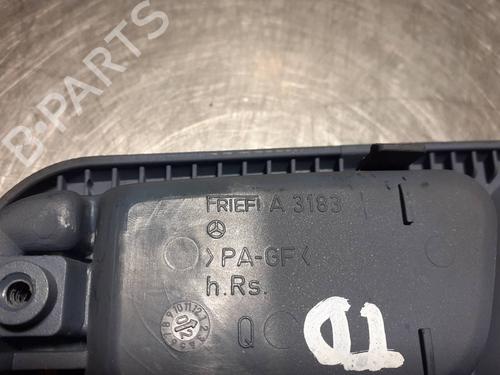 B-PARTS
FRIEFI A 3183
>PA-GF<
h.Rs.
Q